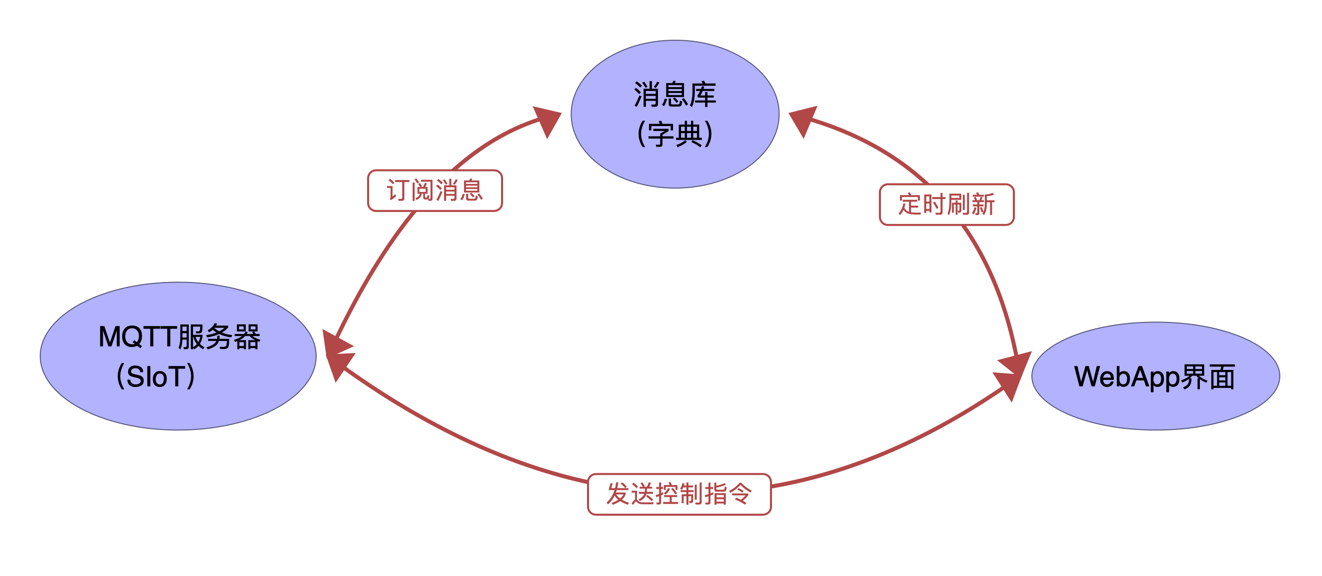 消息库
（字典）
订阅消息
定时刷新
MQTT服务器
（SIoT）
WebApp界面
发送控制指令